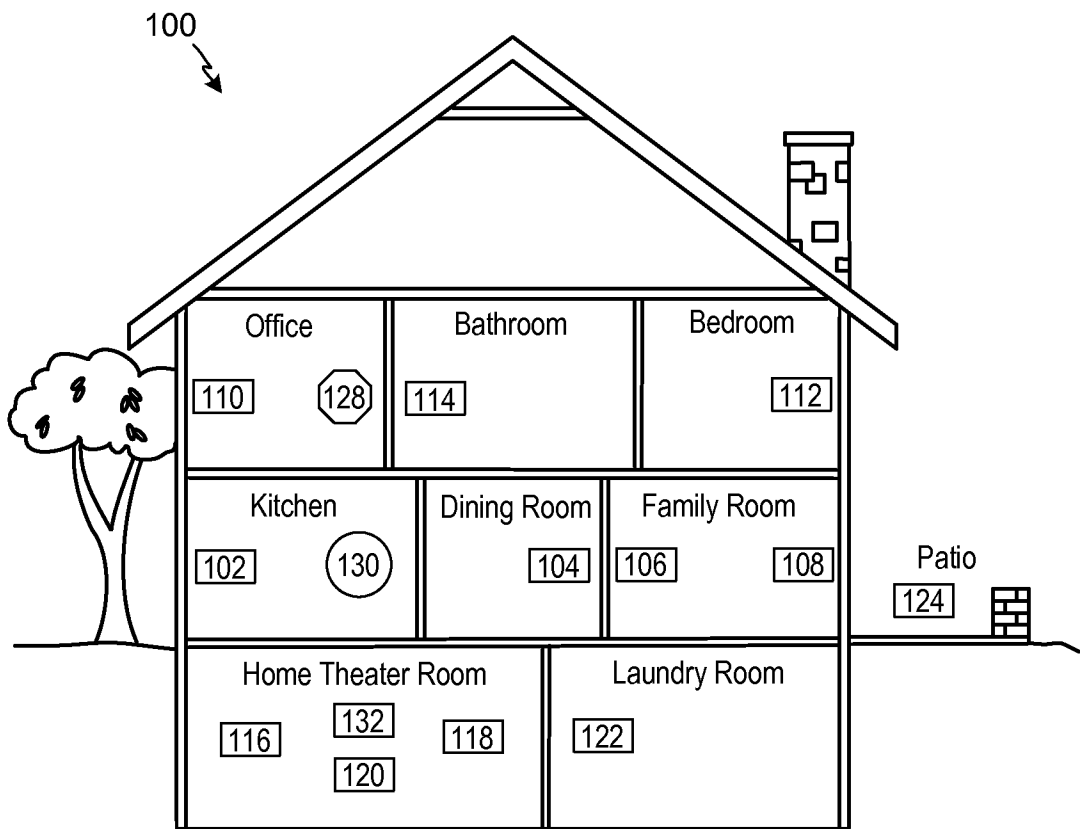 100
Office
Bathroom
Bedroom
110
128
114
112
Kitchen
Dining Room
Family Room
102
130
104
106
108
Patio
124
Home Theater Room
Laundry Room
116
132
118
120
122